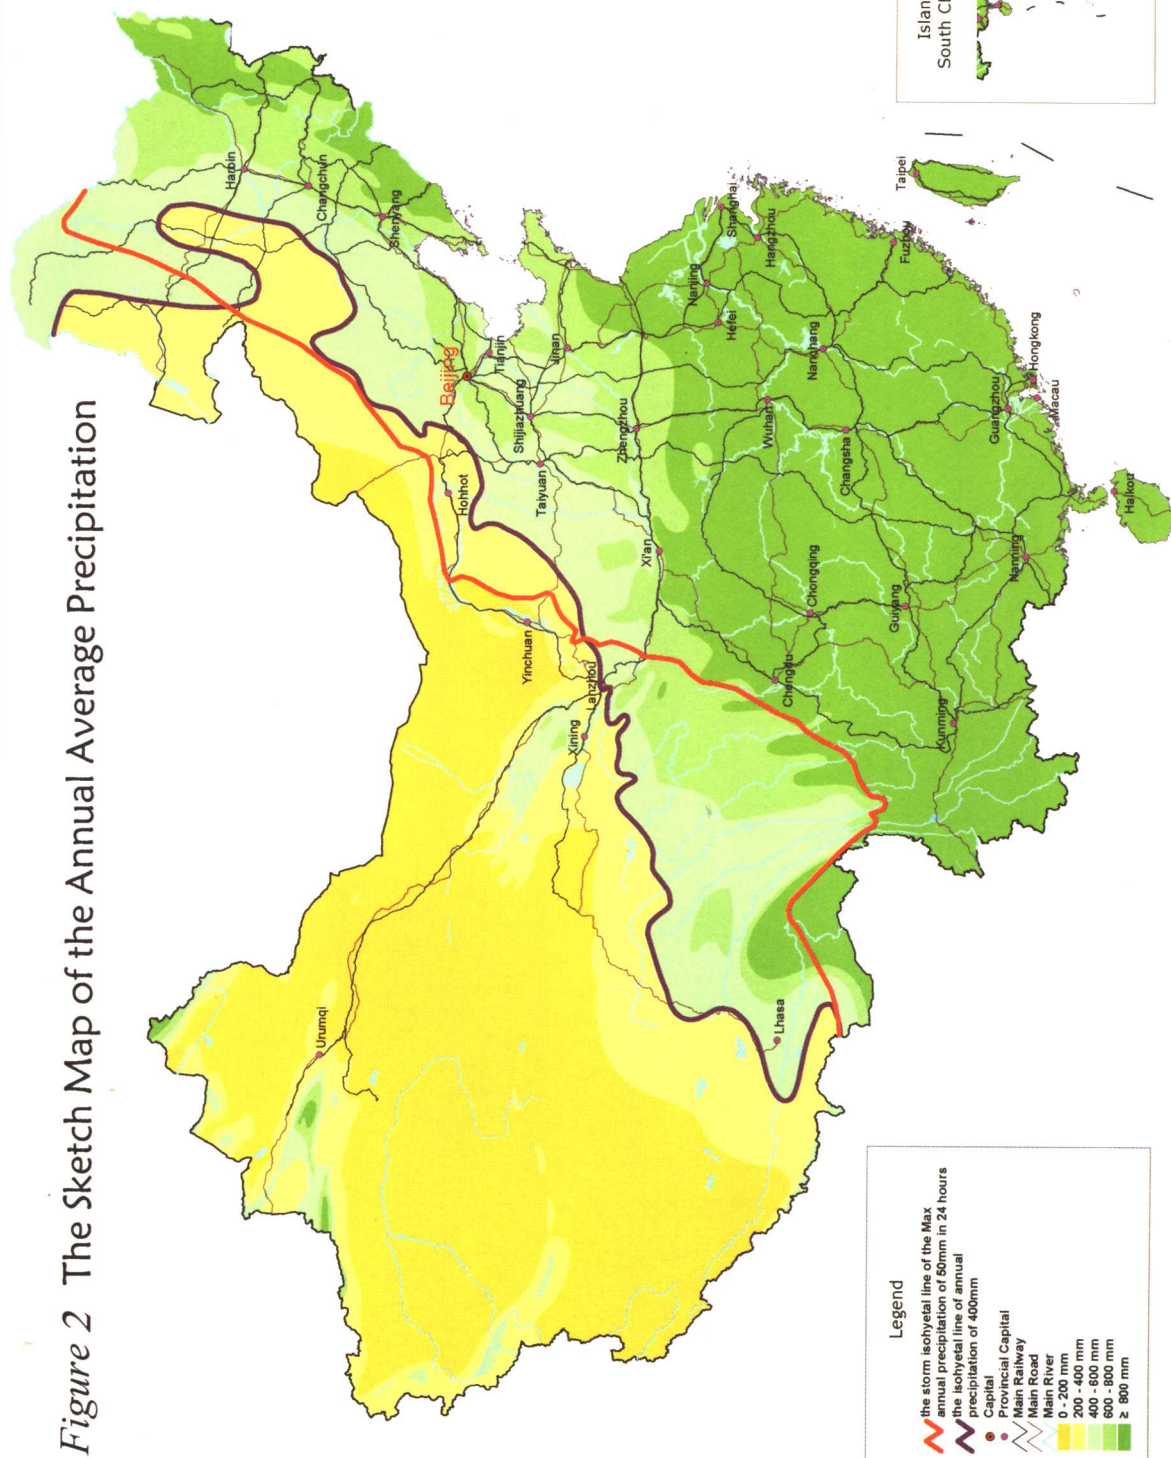 Figure 2 The Sketch Map of the Annual Average Precipitation
Urumqi
Harbin
Changchun
Shenyang
Beijing
Tianjin
Hohhot
Shijiazhuang
Taiyuan
Jinan
Yinchuan
Xining
Lanzhou
Zhengzhou
Xi'an
Lhasa
Nanjing
Shanghai
Hefei
Hangzhou
Wuhan
Chengdu
Chongqing
Nanchang
Changsha
Guiyang
Fuzhou
Taipei
Kunming
Guangzhou
Nanning
Hongkong
Macau
Haikou
South
Legend
the storm isohyetal line of the Max
annual precipitation of 50mm in 24 hours
the isohyetal line of annual
precipitation of 400mm
Capital
Provincial Capital
Main Railway
Main Road
Main River
0 - 200 mm
200 - 400 mm
400 - 600 mm
600 - 800 mm
≥ 800 mm